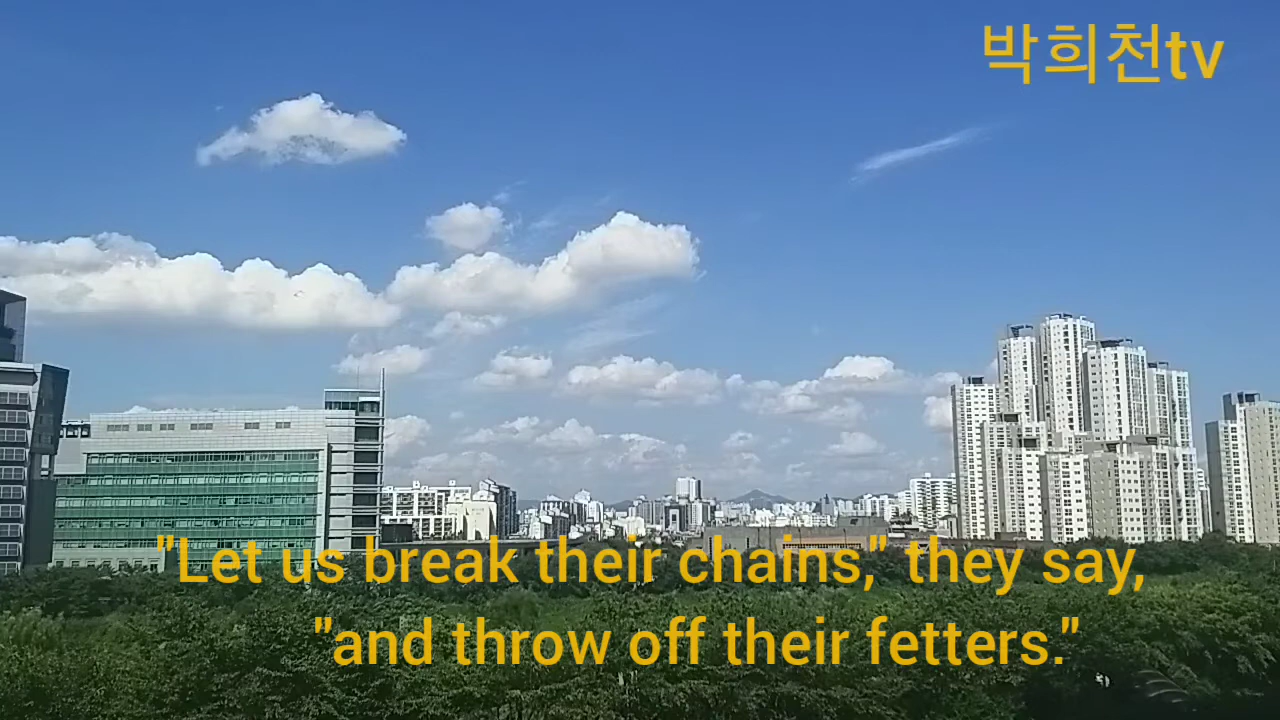 박희천tv
"Let us break their chains," they say,
"and throw off their fetters."